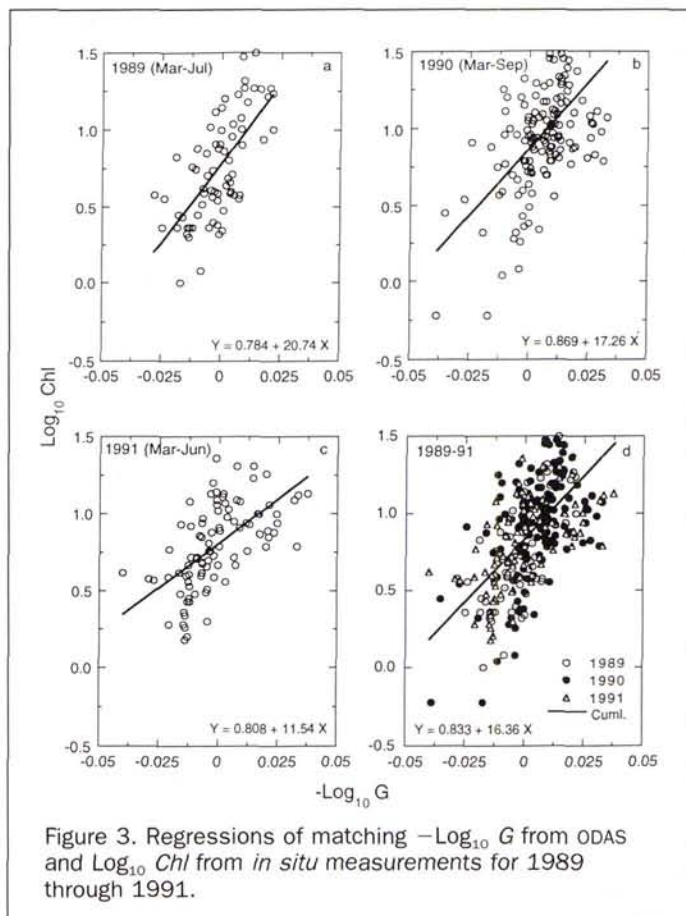 1.5
1989 (Mar-Jul)
a
1.0
0.5
0.0
0.5
-0.05
-0.025
0
0.025
0.05
Y = 0.784 + 20.74 X
1.5
1990 (Mar-Sep)
b
1.0
0.5
0.0
0.5
-0.05
-0.025
0
0.025
0.05
Y = 0.869 + 17.26 X
Log10 Chl
1.5
1991 (Mar-Jun)
c
1.0
0.5
0.0
0.5
-0.05
-0.025
0
0.025
0.05
Y = 0.808 + 11.54 X
1.5
1989-91
d
1.0
0.5
0.0
0.5
-0.05
-0.025
0
0.025
0.05
1989
1990
1991
Cuml.
Y = 0.833 + 16.36 X
-Log10 G
Figure 3. Regressions of matching −Log10 G from ODAS
and Log10 Chl from in situ measurements for 1989
through 1991.